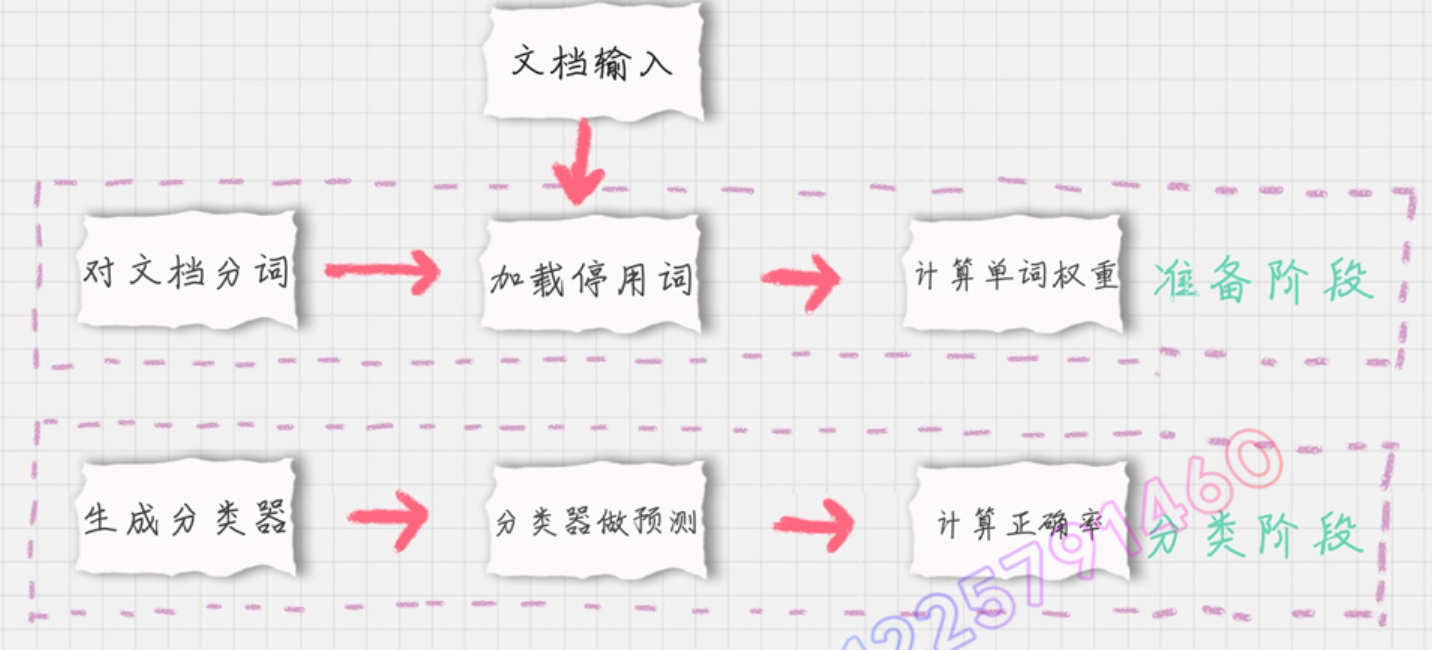 文档输入
对文档分词
加载停用词
计算单词权重
准备阶段
生成分类器
分类器做预测
计算正确率
分类阶段
12257791460